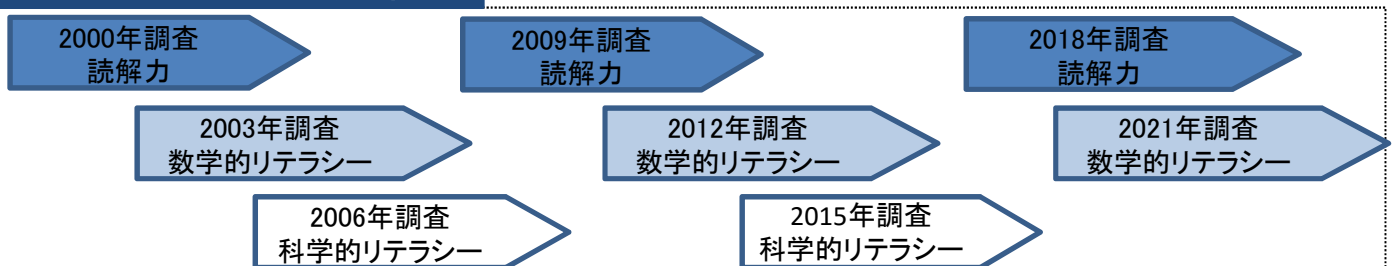 2000年調査
読解力
2009年調査
読解力
2018年調査
読解力
2003年調査
数学的リテラシー
2012年調査
数学的リテラシー
2021年調査
数学的リテラシー
2006年調査
科学的リテラシー
2015年調査
科学的リテラシー